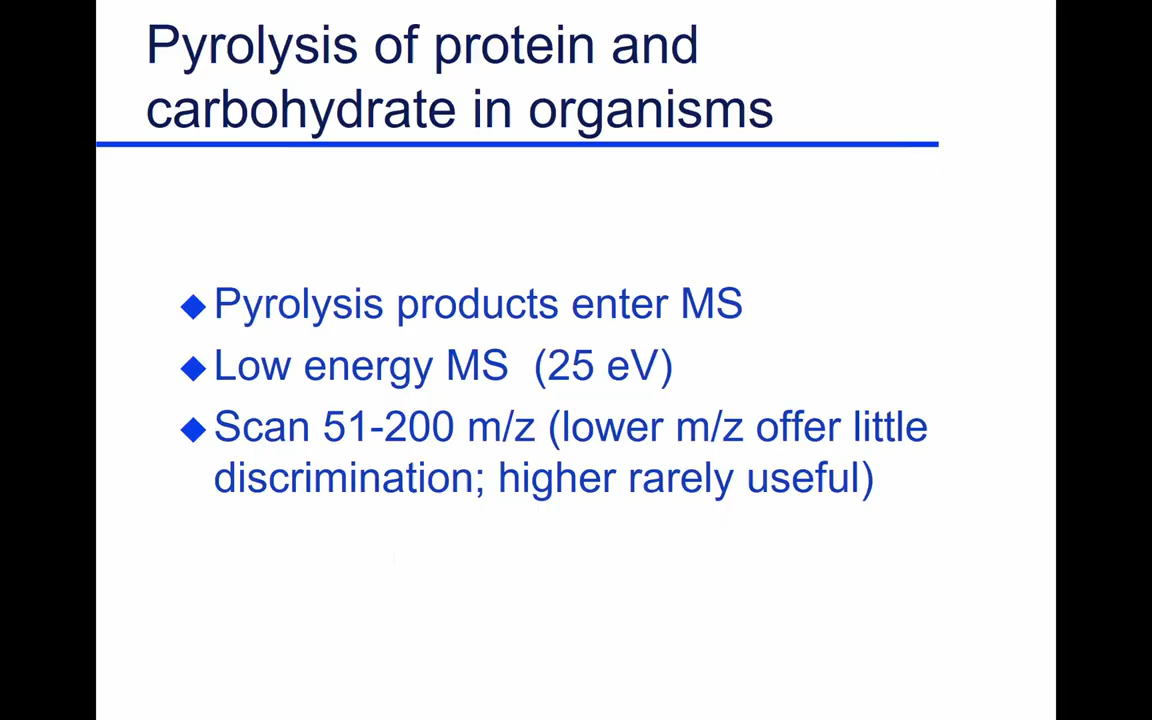 Pyrolysis of protein and
carbohydrate in organisms
◆Pyrolysis products enter MS
◆Low energy MS  (25 eV)
◆Scan 51-200 m/z (lower m/z offer little
discrimination; higher rarely useful)